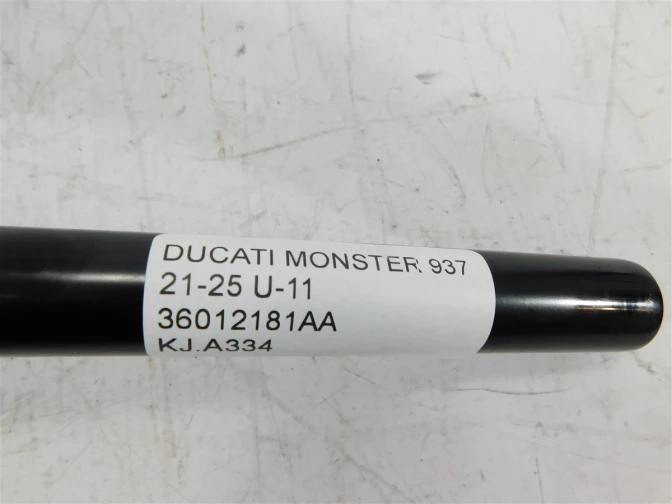 DUCATI MONSTER 937
21-25 U-11
36012181AA
KJ.A334